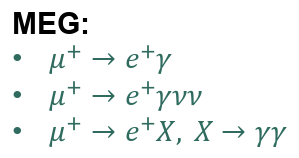 MEG:
• μ⁺ → e⁺γ
• μ⁺ → e⁺γνν
• μ⁺ → e⁺X, X → γγ